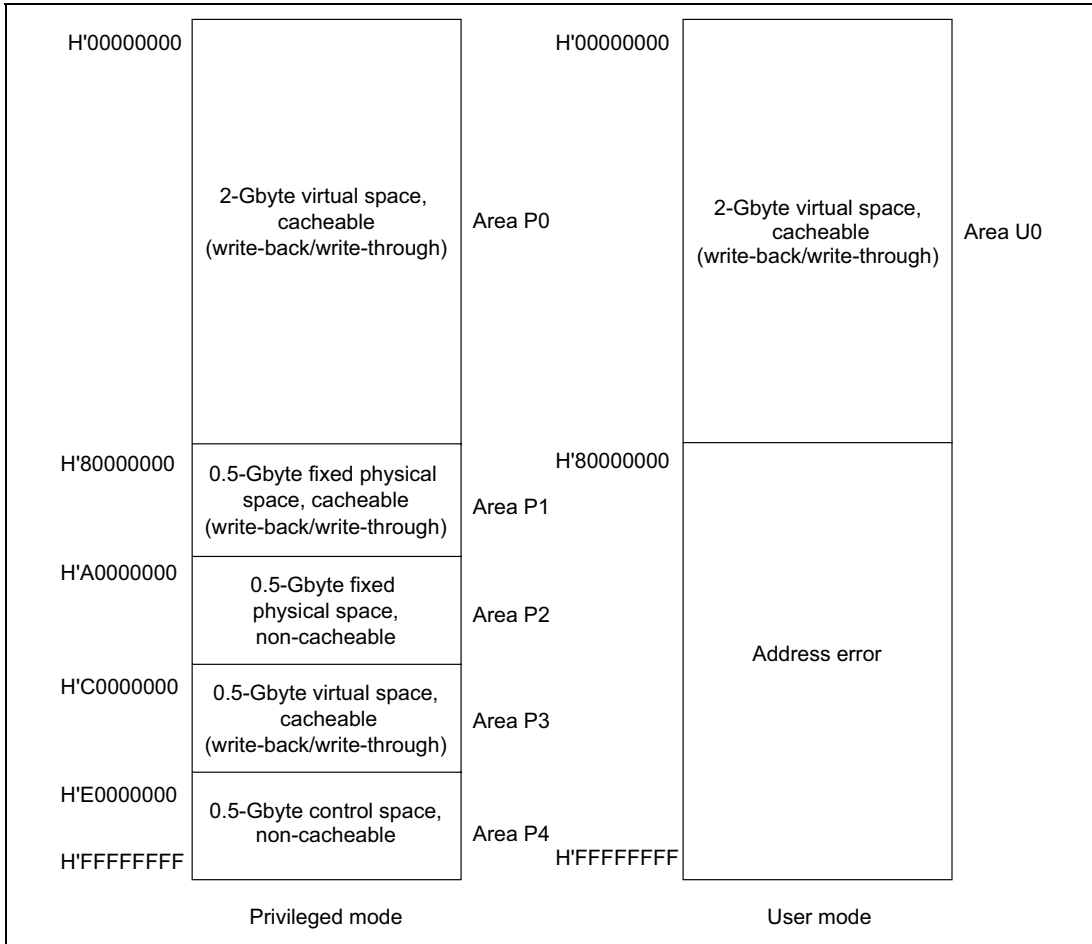 H'00000000
2-Gbyte virtual space,
cacheable
(write-back/write-through)
Area P0
H'80000000
0.5-Gbyte fixed physical
space, cacheable
(write-back/write-through)
Area P1
H'A0000000
0.5-Gbyte fixed
physical space,
non-cacheable
Area P2
H'C0000000
0.5-Gbyte virtual space,
cacheable
(write-back/write-through)
Area P3
H'E0000000
0.5-Gbyte control space,
non-cacheable
Area P4
H'FFFFFFFF
Privileged mode
H'00000000
2-Gbyte virtual space,
cacheable
(write-back/write-through)
Area U0
H'80000000
Address error
H'FFFFFFFF
User mode